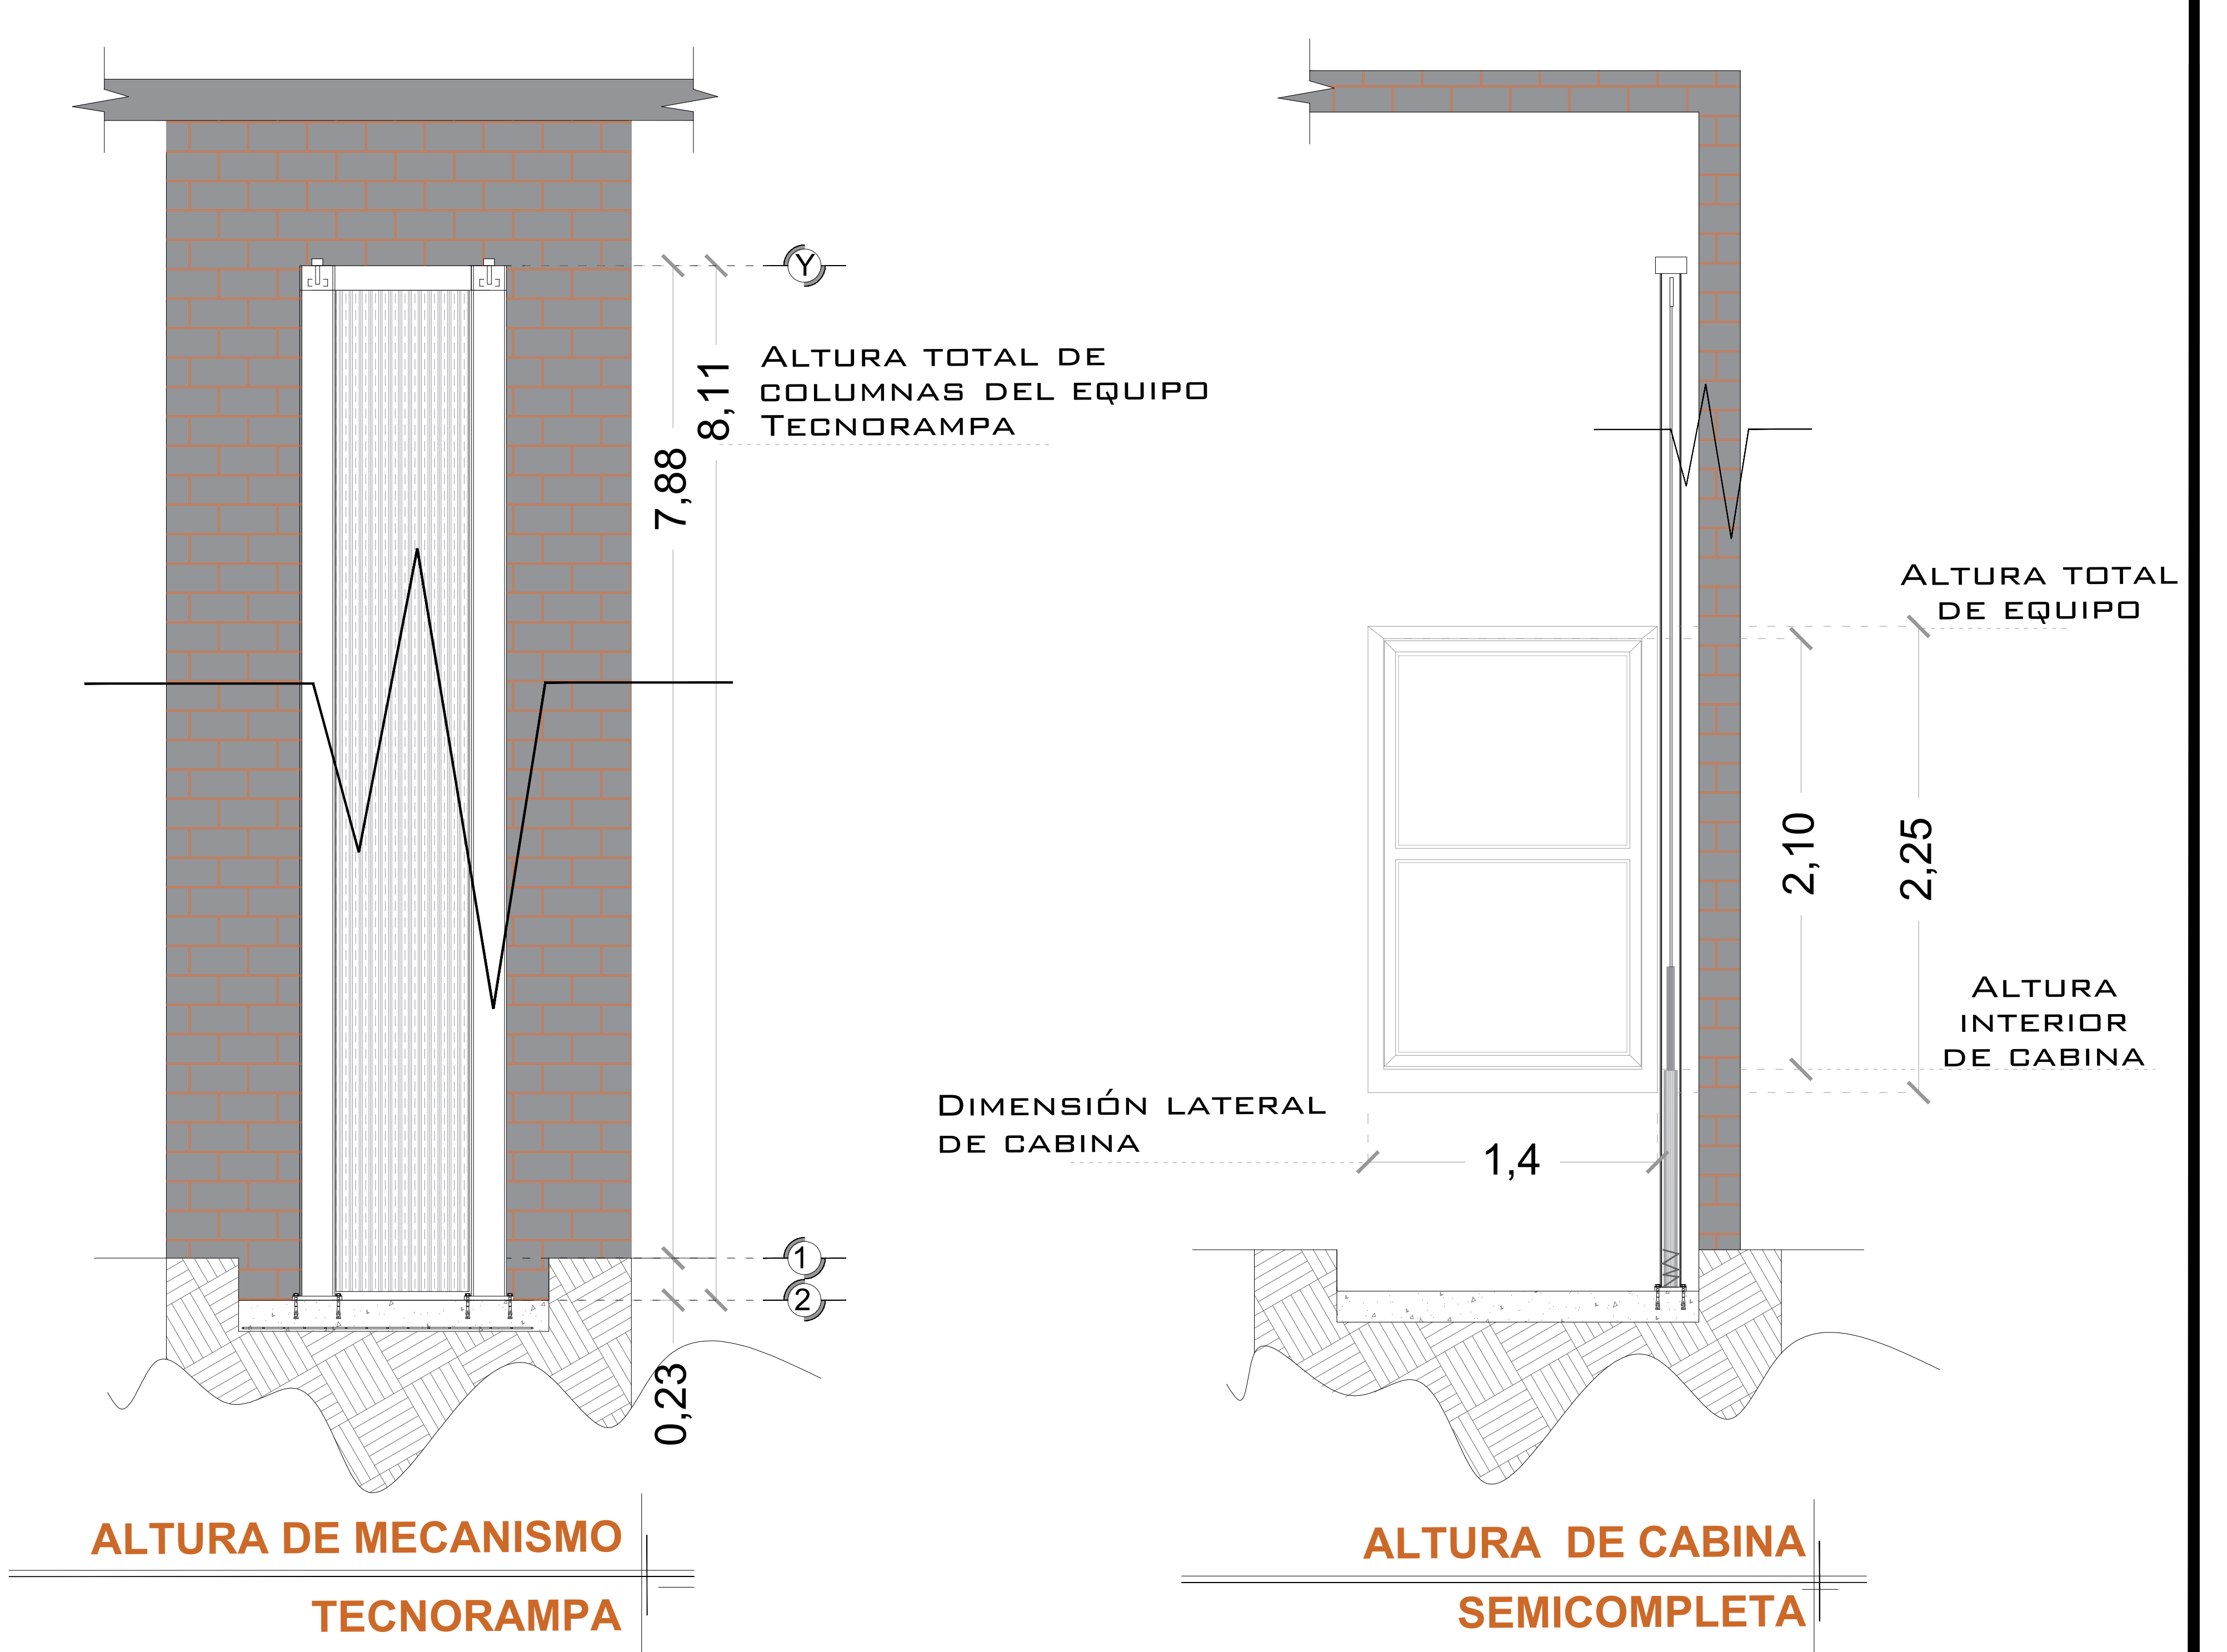 Y
ALTURA TOTAL DE
COLUMNAS DEL EQUIPO
TECNORAMPA
8,11
7,88
1
2
0,23
ALTURA DE MECANISMO
TECNORAMPA
ALTURA TOTAL
DE EQUIPO
2,10
2,25
ALTURA
INTERIOR
DE CABINA
DIMENSIÓN LATERAL
DE CABINA
1,4
ALTURA DE CABINA
SEMICOMPLETA